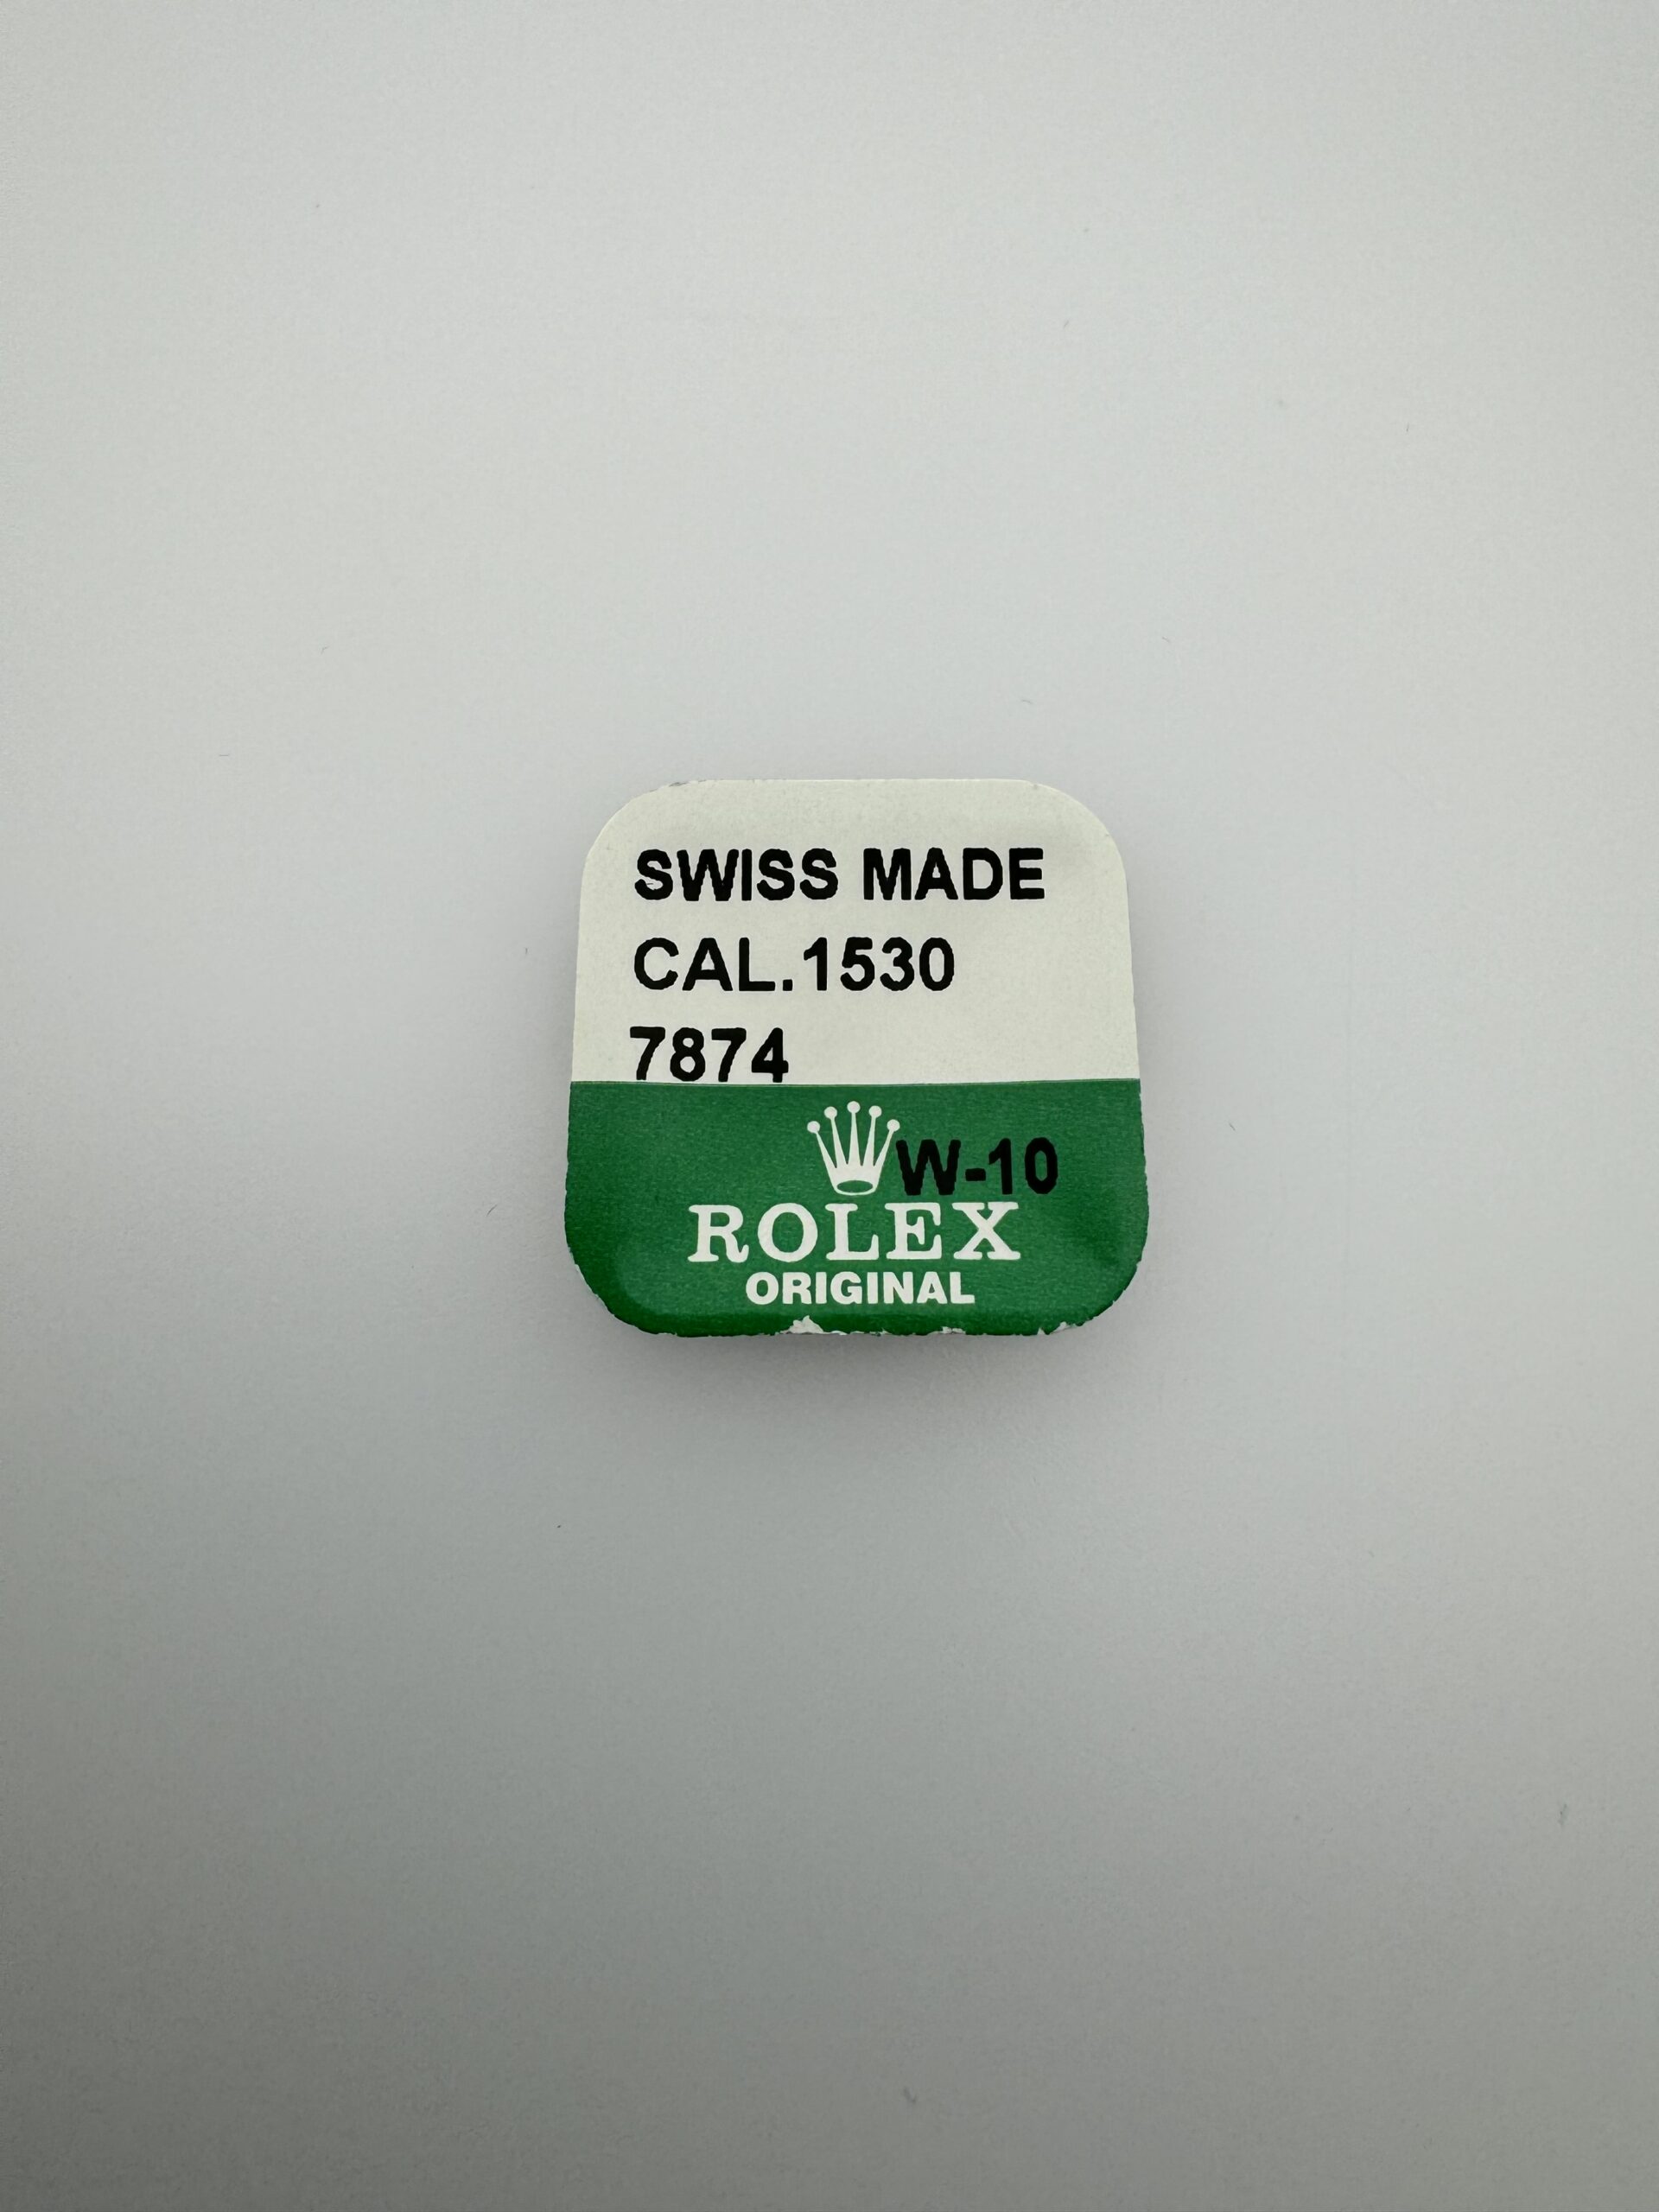 SWISS MADE
CAL.1530
7874
W-10
ROLEX
ORIGINAL